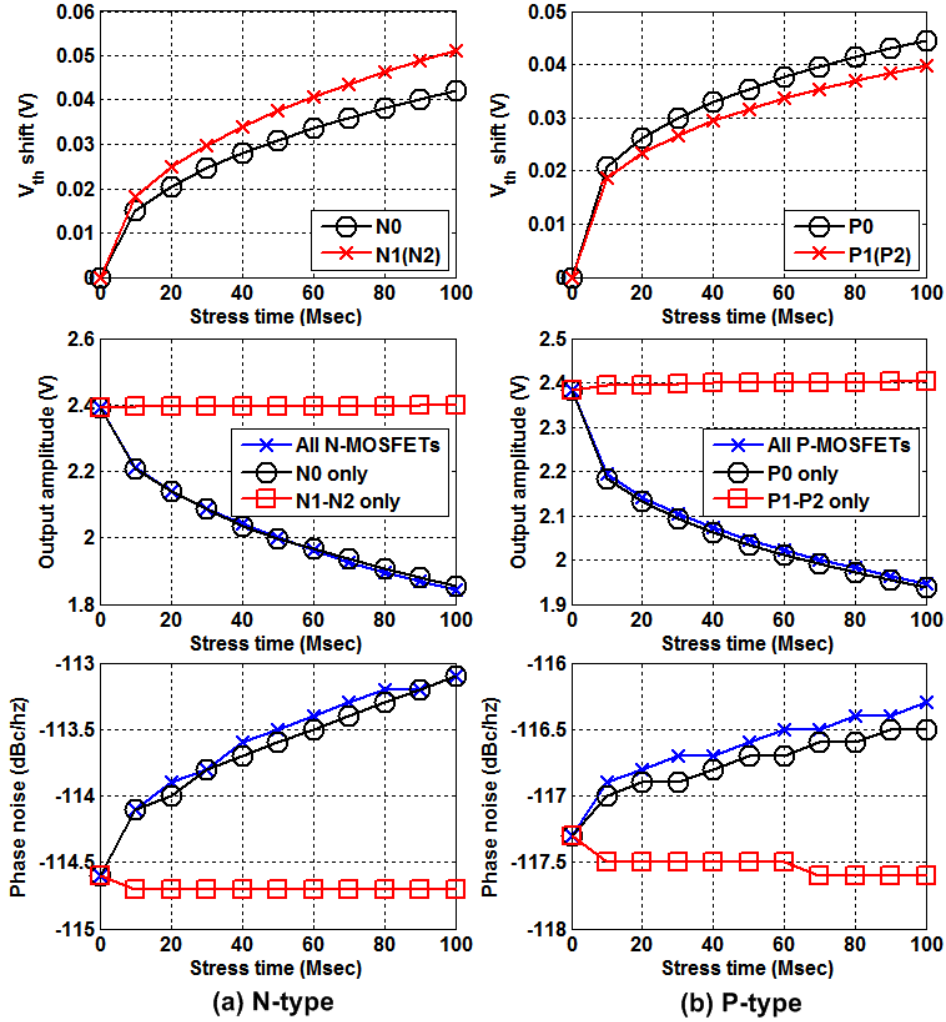 0.06
0.05
0.04
0.03
0.02
0.01
0
V_th shift (V)
N0
N1(N2)
0 20 40 60 80 100
Stress time (Msec)
0.05
0.04
0.03
0.02
0.01
0
V_th shift (V)
P0
P1(P2)
0 20 40 60 80 100
Stress time (Msec)
2.6
2.4
2.2
2
1.8
Output amplitude (V)
All N-MOSFETs
N0 only
N1-N2 only
0 20 40 60 80 100
Stress time (Msec)
2.5
2.4
2.3
2.2
2.1
2
1.9
Output amplitude (V)
All P-MOSFETs
P0 only
P1-P2 only
0 20 40 60 80 100
Stress time (Msec)
-113
-113.5
-114
-114.5
-115
Phase noise (dBc/hz)
0 20 40 60 80 100
Stress time (Msec)
(a) N-type
-116
-116.5
-117
-117.5
-118
Phase noise (dBc/hz)
0 20 40 60 80 100
Stress time (Msec)
(b) P-type